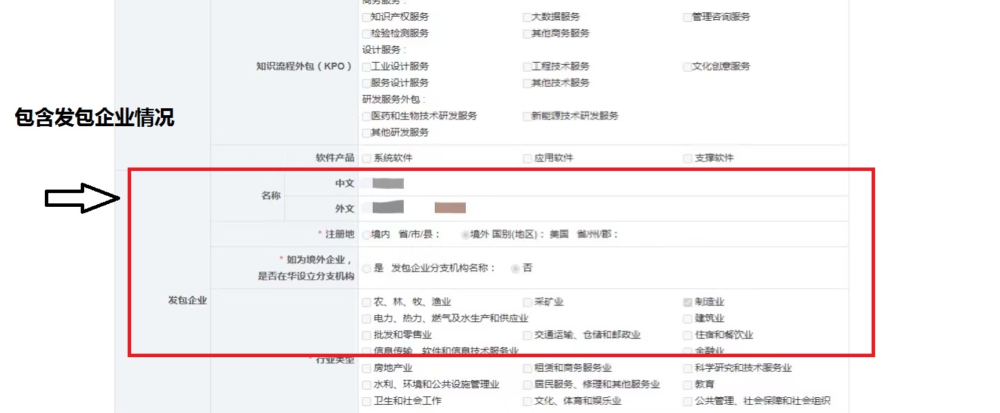 商务服务：
知识产权服务 大数据服务 管理咨询服务
检验检测服务 其他商务服务
设计服务：
知识流程外包（KPO） 工业设计服务 工程技术服务 文化创意服务
服务设计服务 其他技术服务
研发服务外包：
包含发包企业情况
医药和生物技术研发服务 新能源技术研发服务
其他研发服务
软件产品 系统软件 应用软件 支撑软件
名称 中文
外文
* 注册地 境内 省/市/县： 境外 国别(地区)：美国 省/州/郡：
* 如为境外企业，
是否在华设立分支机构 是 发包企业分支机构名称： 否
发包企业
农、林、牧、渔业 采矿业 制造业
电力、热力、燃气及水生产和供应业 建筑业
批发和零售业 交通运输、仓储和邮政业 住宿和餐饮业
信息传输、软件和信息技术服务业 金融业
* 行业类型
房地产业 租赁和商务服务业 科学研究和技术服务业
水利、环境和公共设施管理业 居民服务、修理和其他服务业 教育
卫生和社会工作 文化、体育和娱乐业 公共管理、社会保障和社会组织